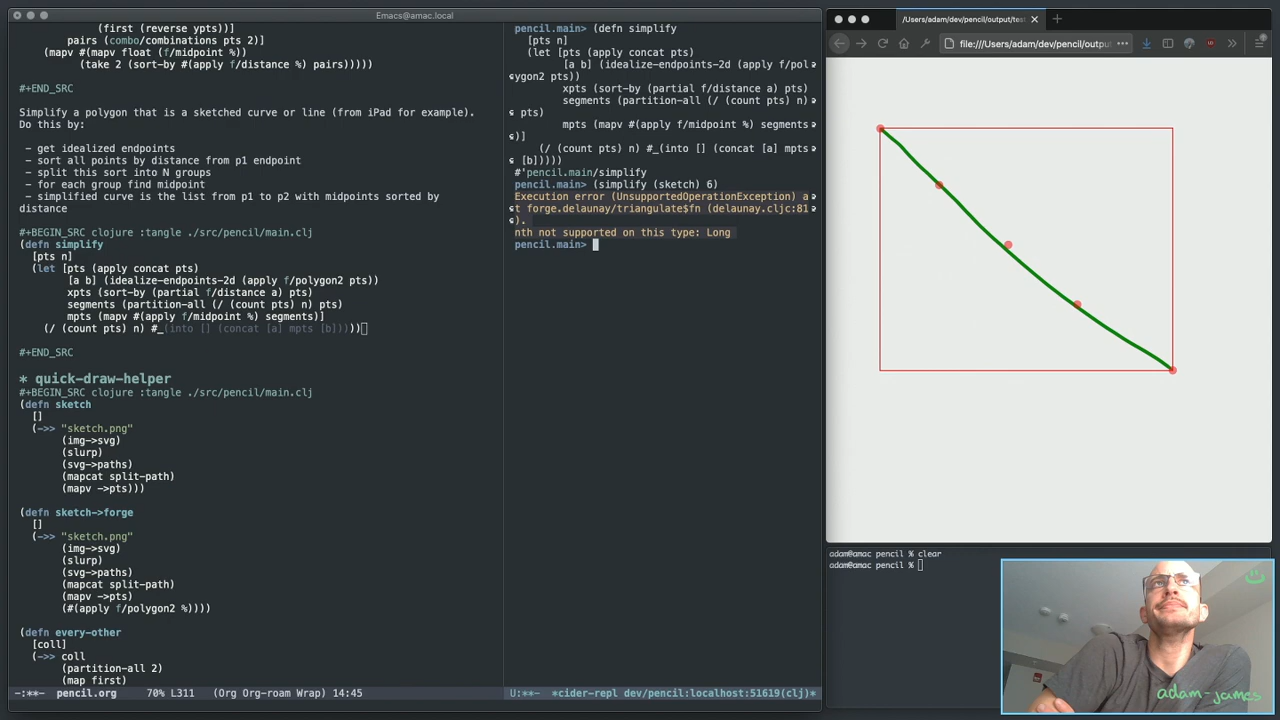 Emacs@amac.local
(first (reverse ypts))]
pairs (combo/combinations pts 2)]
(mapv #(mapv float (f/midpoint %))
(take 2 (sort-by #(apply f/distance %) pairs)))))
#+END_SRC
Simplify a polygon that is a sketched curve or line (from iPad for example).
Do this by:
- get idealized endpoints
- sort all points by distance from p1 endpoint
- split this sort into N groups
- for each group find midpoint
- simplified curve is the list from p1 to p2 with midpoints sorted by
distance
#+BEGIN_SRC clojure :tangle ./src/pencil/main.clj
(defn simplify
[pts n]
(let [pts (apply concat pts)
[a b] (idealize-endpoints-2d (apply f/polygon2 pts))
xpts (sort-by (partial f/distance a) pts)
segments (partition-all (/ (count pts) n) pts)
mpts (mapv #(apply f/midpoint %) segments)]
(/ (count pts) n) #_(into [] (concat [a] mpts [b]))))
#+END_SRC
* quick-draw-helper
#+BEGIN_SRC clojure :tangle ./src/pencil/main.clj
(defn sketch
[]
(->> "sketch.png"
(img->svg)
(slurp)
(svg->paths)
(mapcat split-path)
(mapv ->pts)))
(defn sketch->forge
[]
(->> "sketch.png"
(img->svg)
(slurp)
(svg->paths)
(mapcat split-path)
(mapv ->pts)
(#(apply f/polygon2 %))))
(defn every-other
[coll]
(->> coll
(partition-all 2)
(map first)
-:**- pencil.org 70% L311 (Org Org-roam Wrap) 14:45
pencil.main> (defn simplify
[pts n]
(let [pts (apply concat pts)
[a b] (idealize-endpoints-2d (apply f/pol
ygon2 pts))
xpts (sort-by (partial f/distance a) pts)
segments (partition-all (/ (count pts) n)
pts)
mpts (mapv #(apply f/midpoint %) segments
)]
(/ (count pts) n) #_(into [] (concat [a] mpts
[b]))))
#'pencil.main/simplify
pencil.main> (simplify (sketch) 6)
Execution error (UnsupportedOperationException) a
t forge.delaunay/triangulate$fn (delaunay.cljc:81
).
nth not supported on this type: Long
pencil.main>
U:**- *cider-repl dev/pencil:localhost:51619(clj)*
/Users/adam/dev/pencil/output/tes
file:///Users/adam/dev/pencil/output
adam@amac pencil % clear
adam@amac pencil %
adam-james